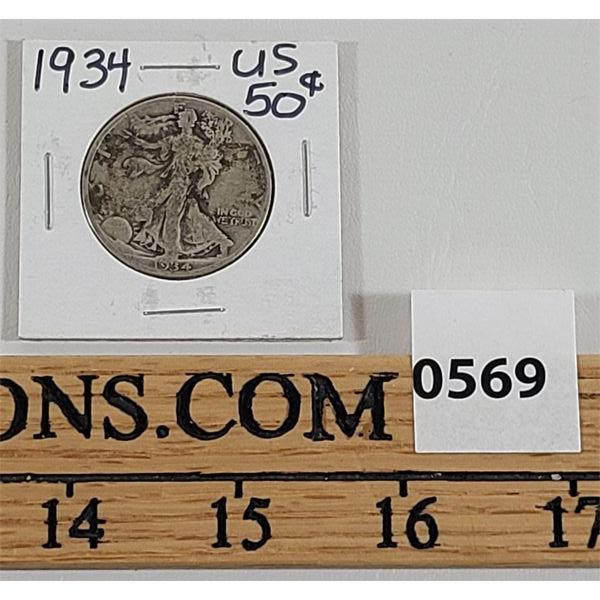 1934 — US
50¢
IN GOD
WE TRUST
1934
0569
ONS.COM
14 15 16 17